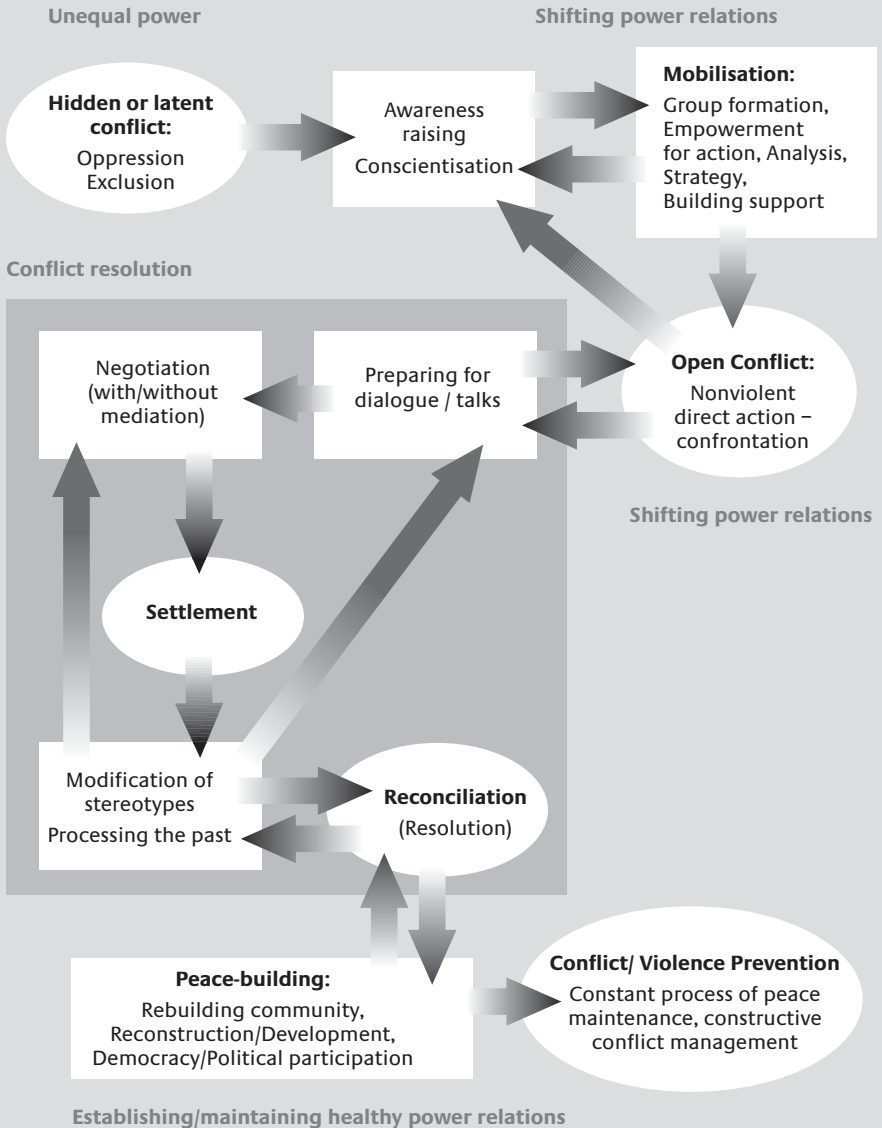 Unequal power
Shifting power relations
Hidden or latent
conflict:
Oppression
Exclusion
Awareness
raising
Conscientisation
Mobilisation:
Group formation,
Empowerment
for action, Analysis,
Strategy,
Building support
Conflict resolution
Negotiation
(with/without
mediation)
Preparing for
dialogue / talks
Open Conflict:
Nonviolent
direct action –
confrontation
Shifting power relations
Settlement
Modification of
stereotypes
Processing the past
Reconciliation
(Resolution)
Peace-building:
Rebuilding community,
Reconstruction/Development,
Democracy/Political participation
Conflict/ Violence Prevention
Constant process of peace
maintenance, constructive
conflict management
Establishing/maintaining healthy power relations